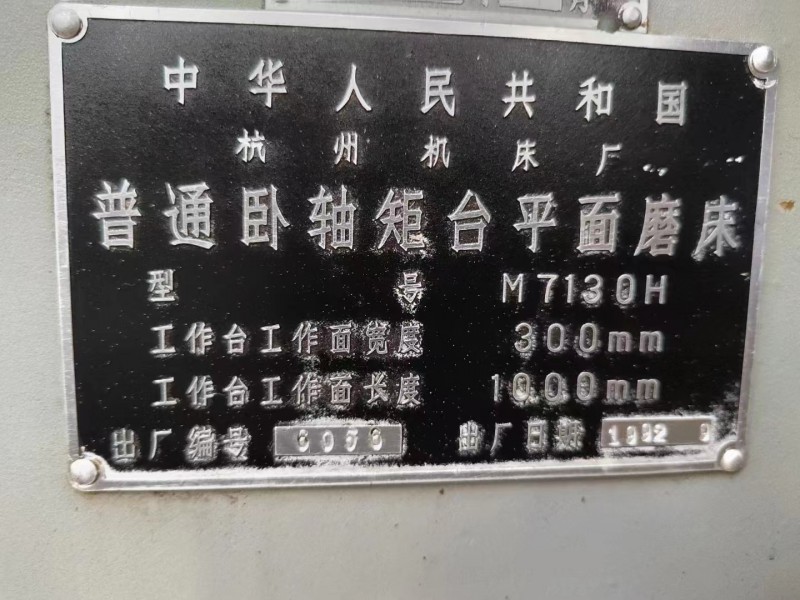 中华人民共和国
杭州机床厂
普通卧轴矩台平面磨床
型号 M7130H
工作台工作面宽度 300mm
工作台工作面长度 1000mm
出厂编号 出厂日期 1992 9